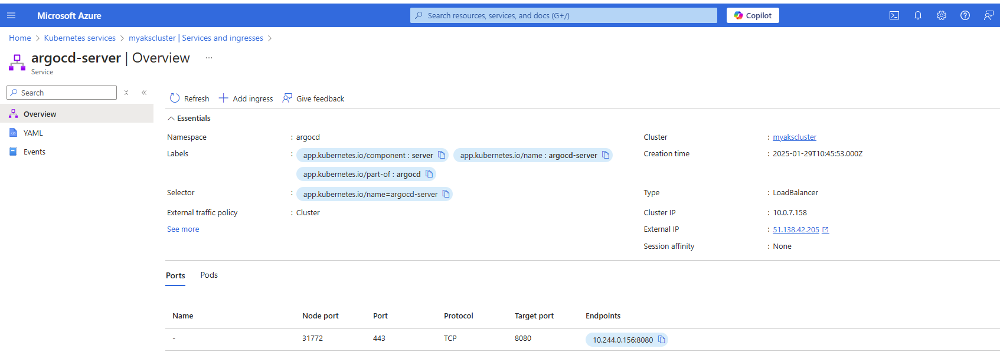 Microsoft Azure
Search resources, services, and docs (G+/)
Copilot
Home > Kubernetes services > myakscluster | Services and ingresses >
argocd-server | Overview ...
Service
Search
Overview
YAML
Events
Refresh
Add ingress
Give feedback
Essentials
Namespace : argocd
Cluster : myakscluster
Labels : app.kubernetes.io/component : server app.kubernetes.io/name : argocd-server
Creation time : 2025-01-29T10:45:53.000Z
app.kubernetes.io/part-of : argocd
Selector : app.kubernetes.io/name=argocd-server
Type : LoadBalancer
External traffic policy : Cluster
Cluster IP : 10.0.7.158
See more
External IP : 51.138.42.205
Session affinity : None
Ports Pods
Name Node port Port Protocol Target port Endpoints
- 31772 443 TCP 8080 10.244.0.156:8080